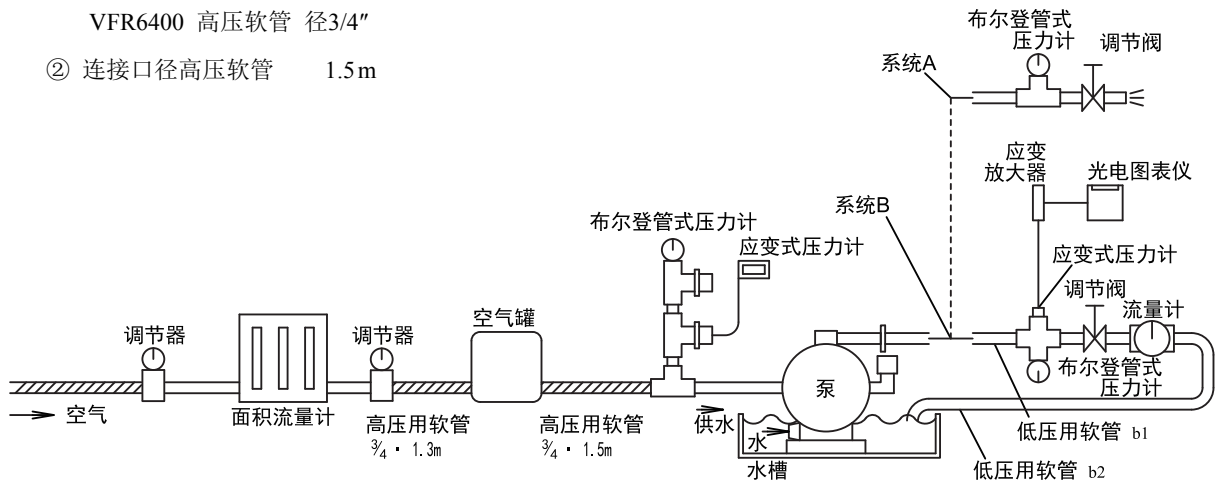 VFR6400 高压软管 径3/4″
② 连接口径高压软管 1.5m
布尔登管式
压力计
调节阀
系统A
应变
放大器
光电图表仪
系统B
布尔登管式压力计
应变式压力计
应变式压力计
调节阀
流量计
空气罐
调节器
调节器
泵
布尔登管式
压力计
空气
面积流量计
高压用软管
¾・1.3m
高压用软管
¾・1.5m
供水
水
水槽
低压用软管 b1
低压用软管 b2